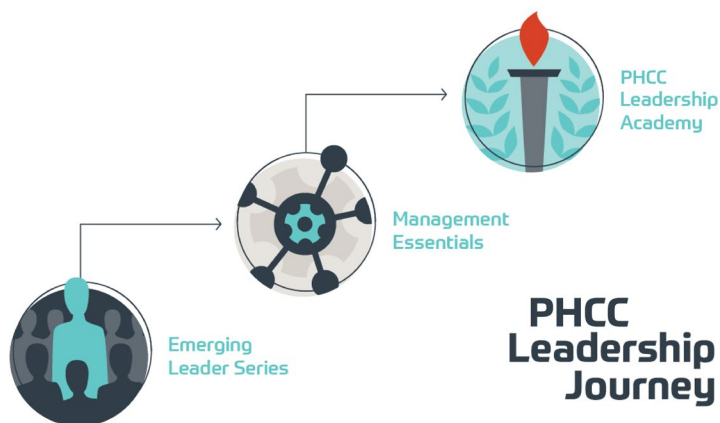 PHCC
Leadership
Academy
Management
Essentials
Emerging
Leader Series
PHCC
Leadership
Journey